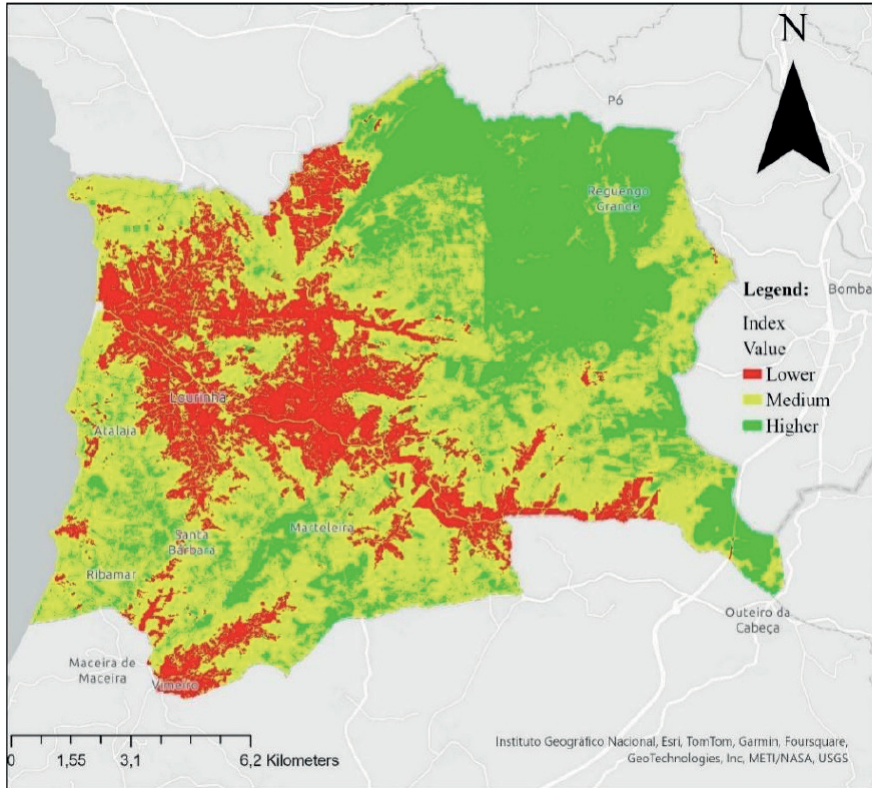 N
P6
Reguengo
Grande
Legend:
Bomba
Index
Value
Lower
Medium
Higher
Lourinha
Atalaia
Marteleira
Santa
Bárbara
Ribamar
Outeiro da
Cabeça
Maceira de
Maceira
Vimeiro
0 1,55 3,1 6,2 Kilometers
Instituto Geográfico Nacional, Esri, TomTom, Garmin, Foursquare,
GeoTechnologies, Inc, METI/NASA, USGS